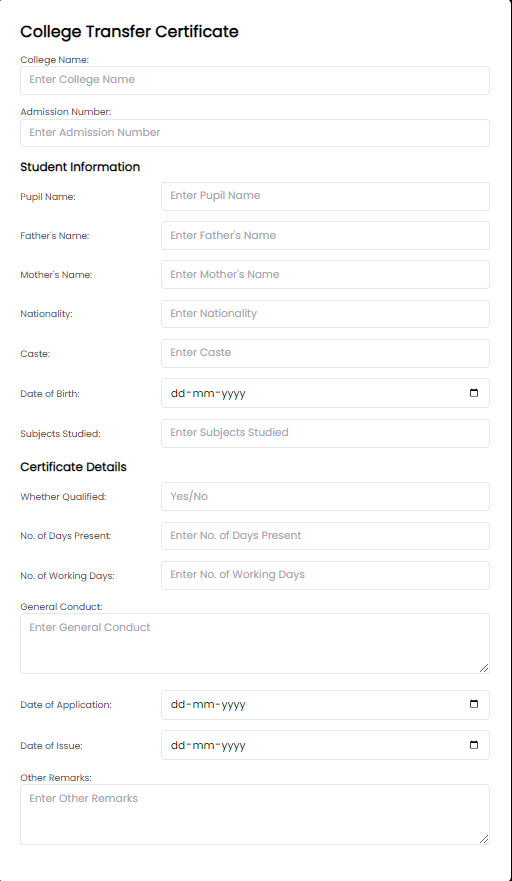 College Transfer Certificate
College Name:
Enter College Name
Admission Number:
Enter Admission Number
Student Information
Pupil Name: Enter Pupil Name
Father's Name: Enter Father's Name
Mother's Name: Enter Mother's Name
Nationality: Enter Nationality
Caste: Enter Caste
Date of Birth: dd-mm-yyyy
Subjects Studied: Enter Subjects Studied
Certificate Details
Whether Qualified: Yes/No
No. of Days Present: Enter No. of Days Present
No. of Working Days: Enter No. of Working Days
General Conduct:
Enter General Conduct
Date of Application: dd-mm-yyyy
Date of Issue: dd-mm-yyyy
Other Remarks:
Enter Other Remarks